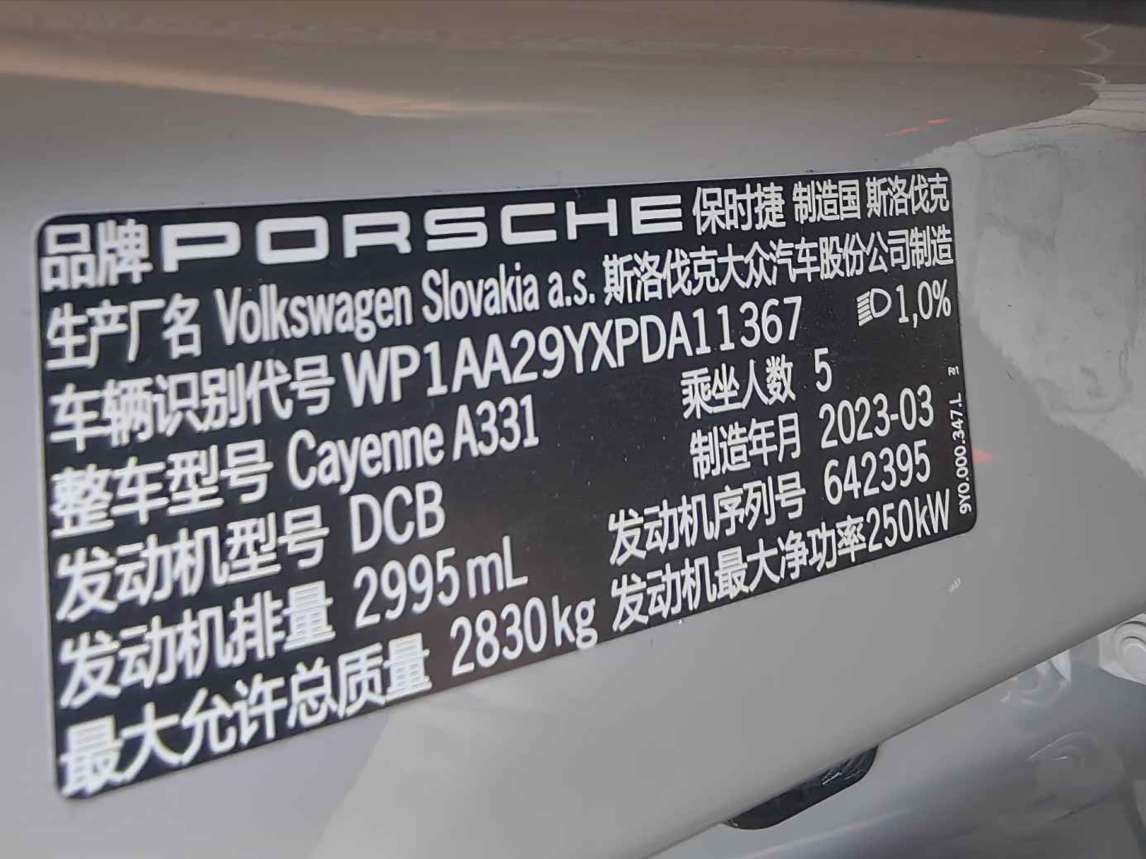 品牌 PORSCHE 保时捷 制造国 斯洛伐克
生产厂名 Volkswagen Slovakia a.s. 斯洛伐克大众汽车股份公司制造
车辆识别代号 WP1AA29YXPDA11367 1,0%
整车型号 Cayenne A331 乘坐人数 5
发动机型号 DCB 制造年月 2023-03
发动机排量 2995mL 发动机序列号 642395
最大允许总质量 2830kg 发动机最大净功率250kW
9Y0.000.347.L